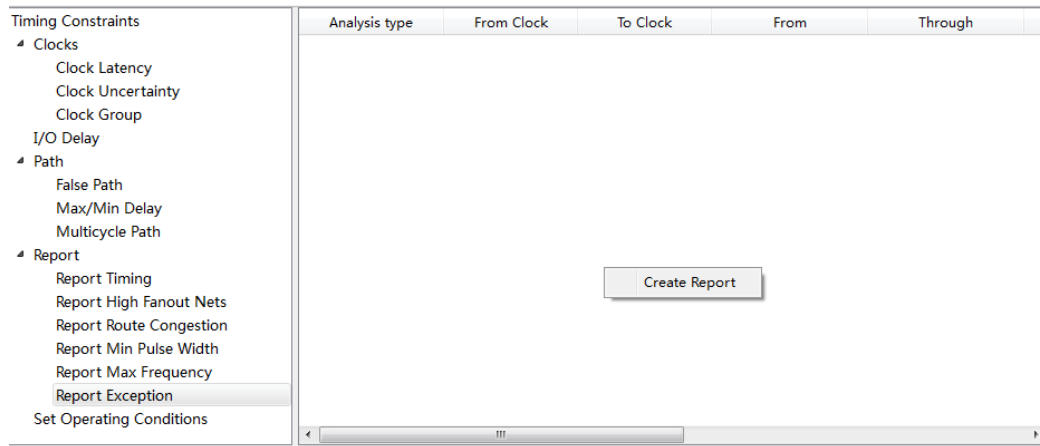 Timing Constraints
Clocks
Clock Latency
Clock Uncertainty
Clock Group
I/O Delay
Path
False Path
Max/Min Delay
Multicycle Path
Report
Report Timing
Report High Fanout Nets
Report Route Congestion
Report Min Pulse Width
Report Max Frequency
Report Exception
Set Operating Conditions
Analysis type From Clock To Clock From Through
Create Report